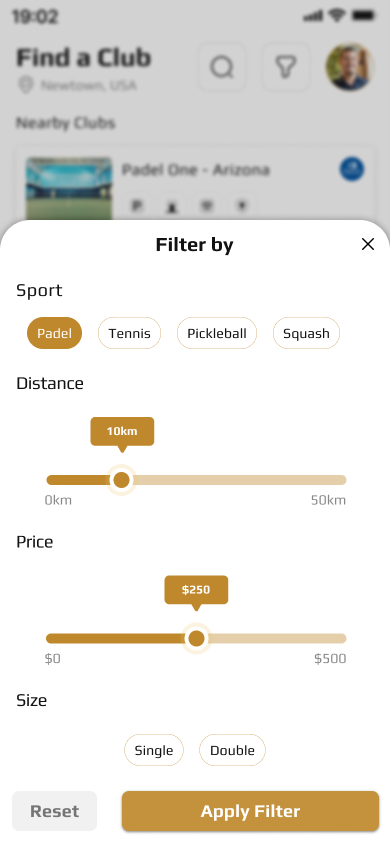 19:02
Find a Club
Newtown, USA
Nearby Clubs
Padel One - Arizona
Filter by
Sport
Padel Tennis Pickleball Squash
Distance
10km
0km 50km
Price
$250
$0 $500
Size
Single Double
Reset Apply Filter